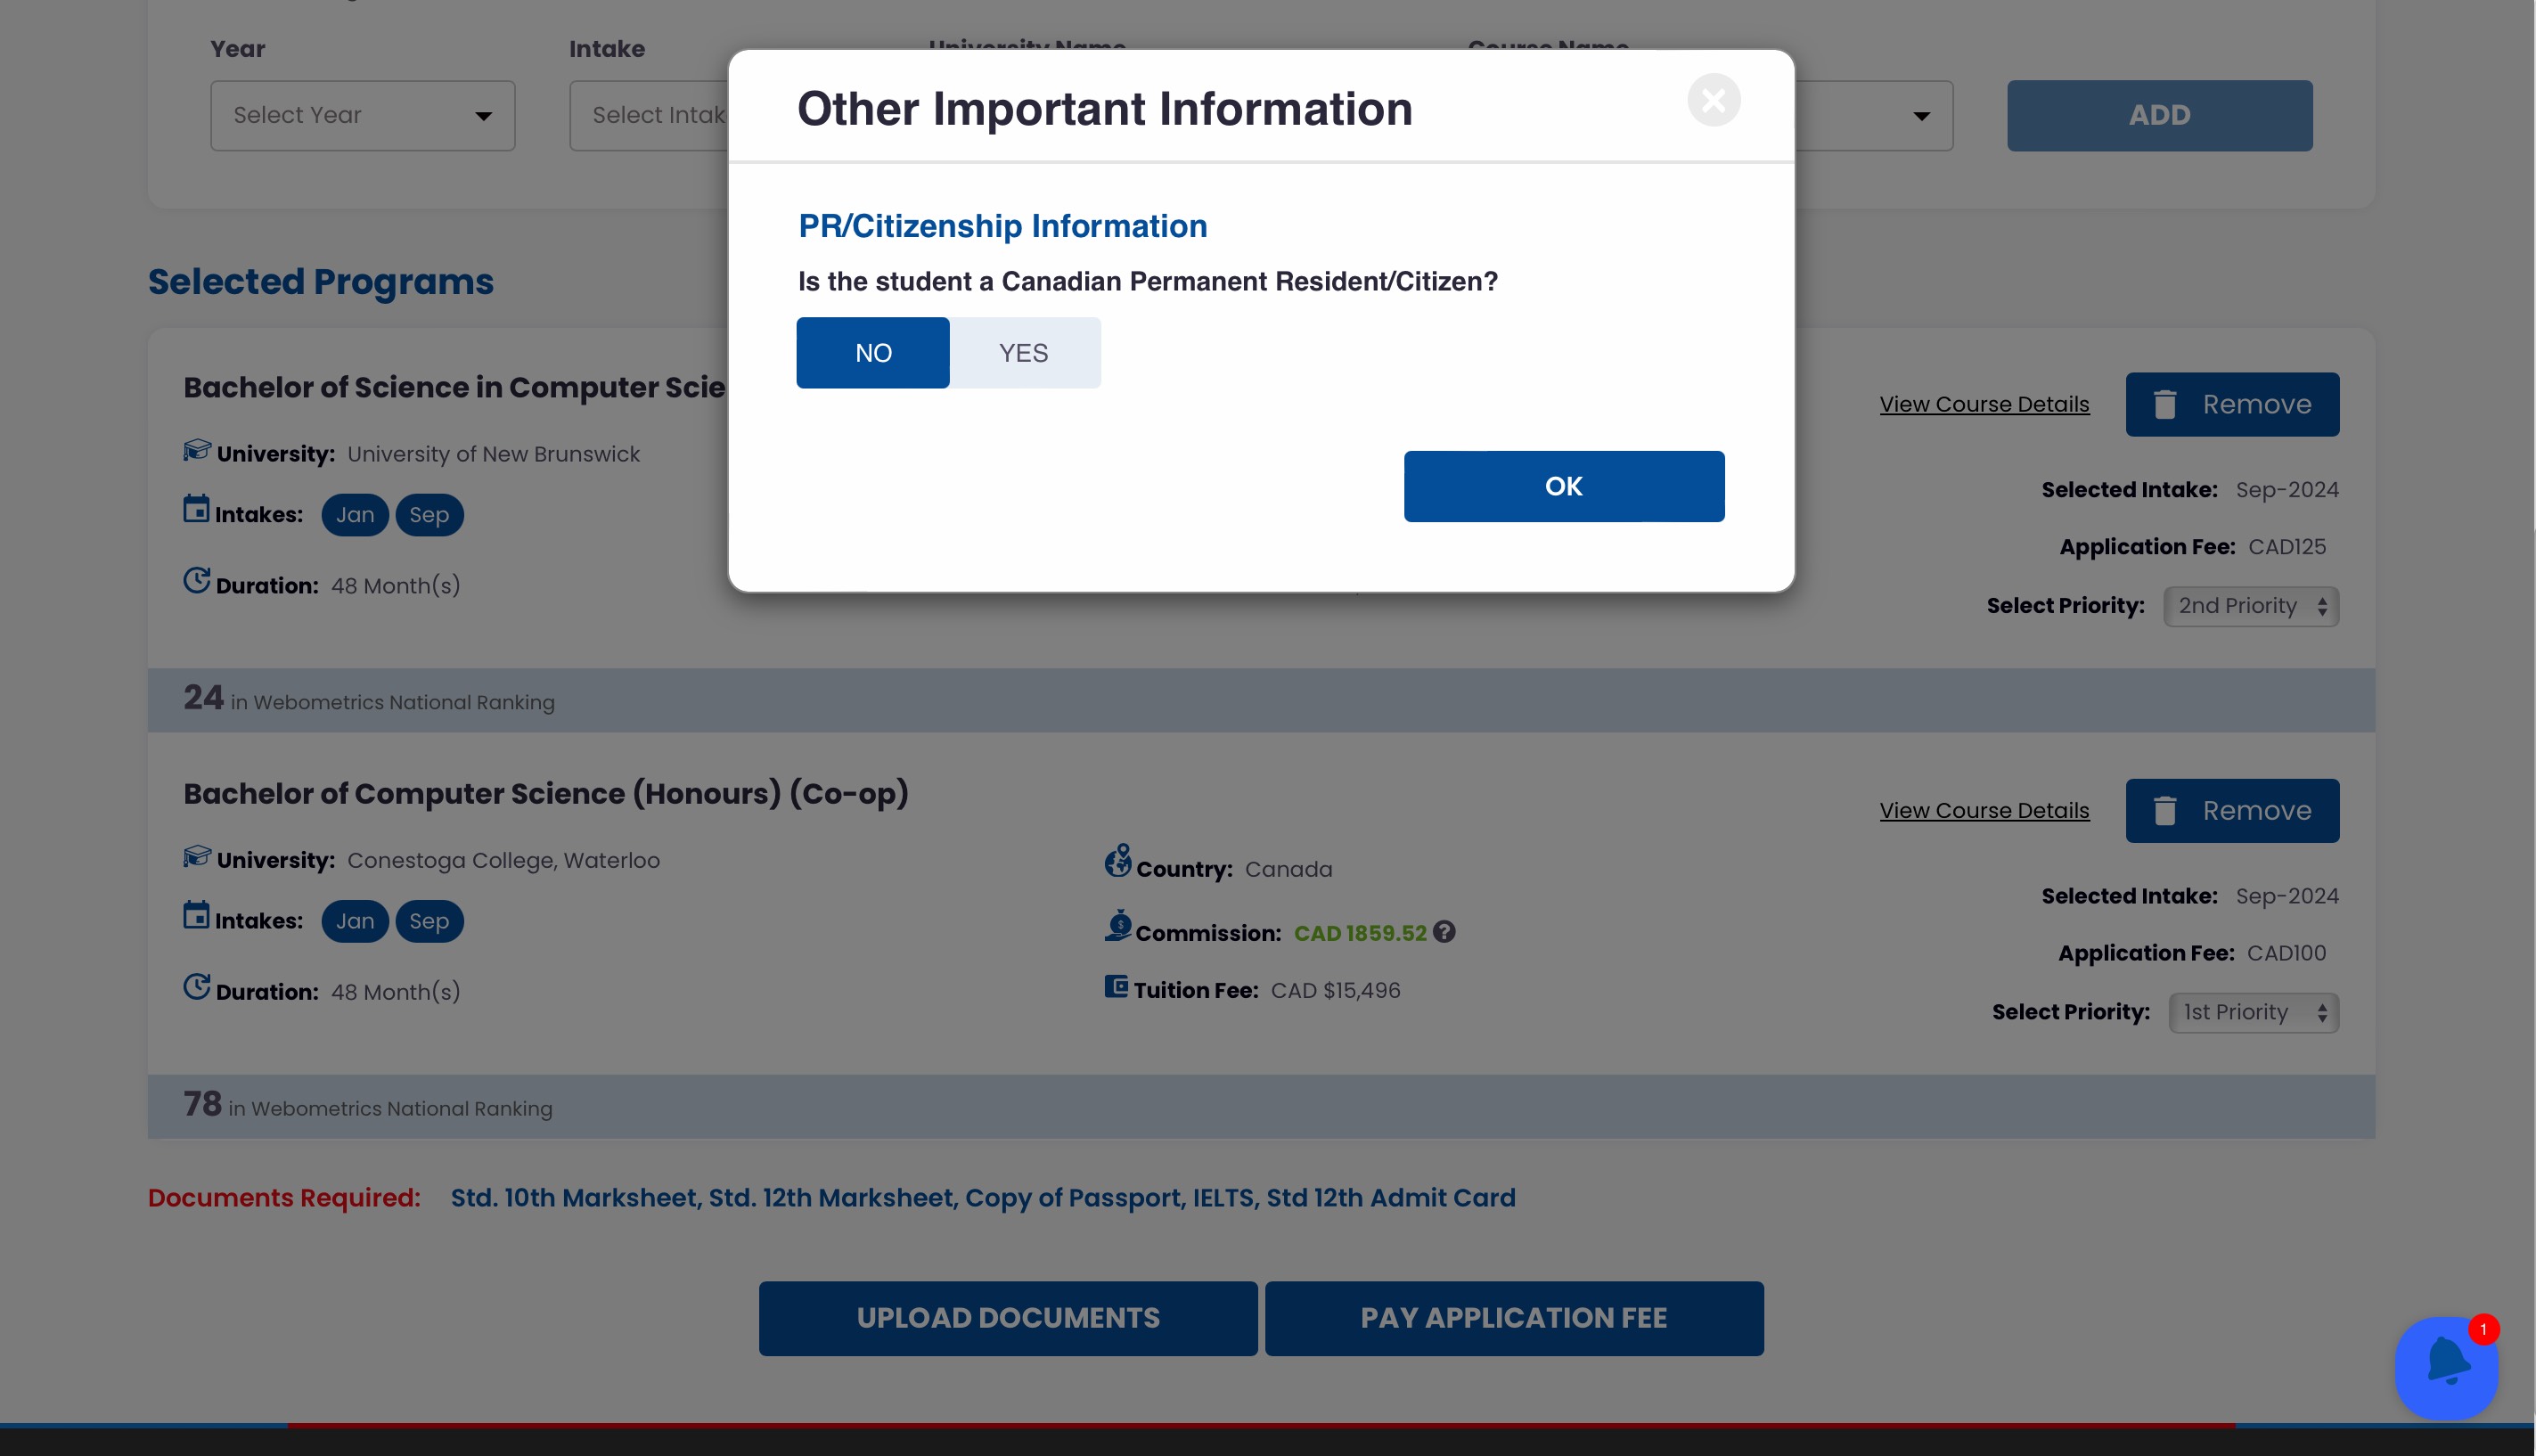 Year
Intake
University Name
Course Name
Select Year
Select Intak
ADD
Other Important Information
PR/Citizenship Information
Is the student a Canadian Permanent Resident/Citizen?
NO
YES
OK
Selected Programs
Bachelor of Science in Computer Scie
View Course Details
Remove
University: University of New Brunswick
Intakes: Jan Sep
Duration: 48 Month(s)
Selected Intake: Sep-2024
Application Fee: CAD125
Select Priority: 2nd Priority
24 in Webometrics National Ranking
Bachelor of Computer Science (Honours) (Co-op)
View Course Details
Remove
University: Conestoga College, Waterloo
Intakes: Jan Sep
Duration: 48 Month(s)
Country: Canada
Commission: CAD 1859.52 ?
Tuition Fee: CAD $15,496
Selected Intake: Sep-2024
Application Fee: CAD100
Select Priority: 1st Priority
78 in Webometrics National Ranking
Documents Required: Std. 10th Marksheet, Std. 12th Marksheet, Copy of Passport, IELTS, Std 12th Admit Card
UPLOAD DOCUMENTS
PAY APPLICATION FEE
1